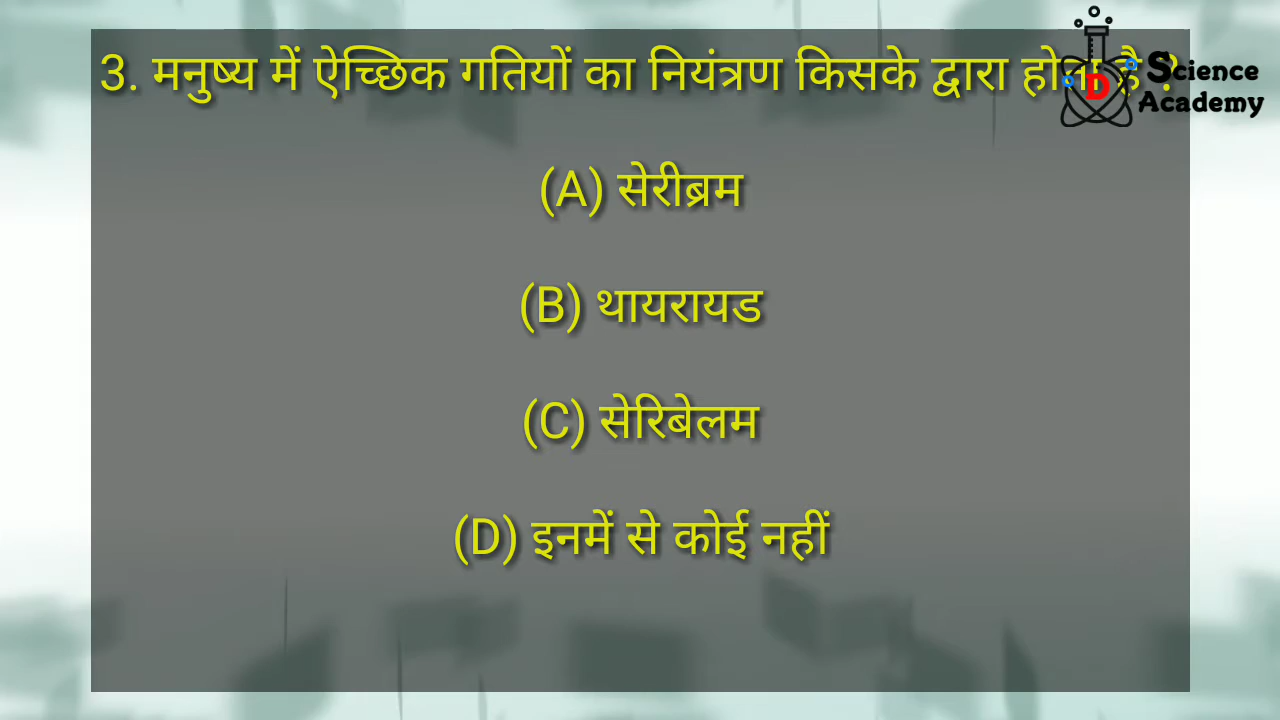 3. मनुष्य में ऐच्छिक गतियों का नियंत्रण किसके द्वारा होता है ?
D Science
Academy
(A) सेरीब्रम
(B) थायरायड
(C) सेरिबेलम
(D) इनमें से कोई नहीं